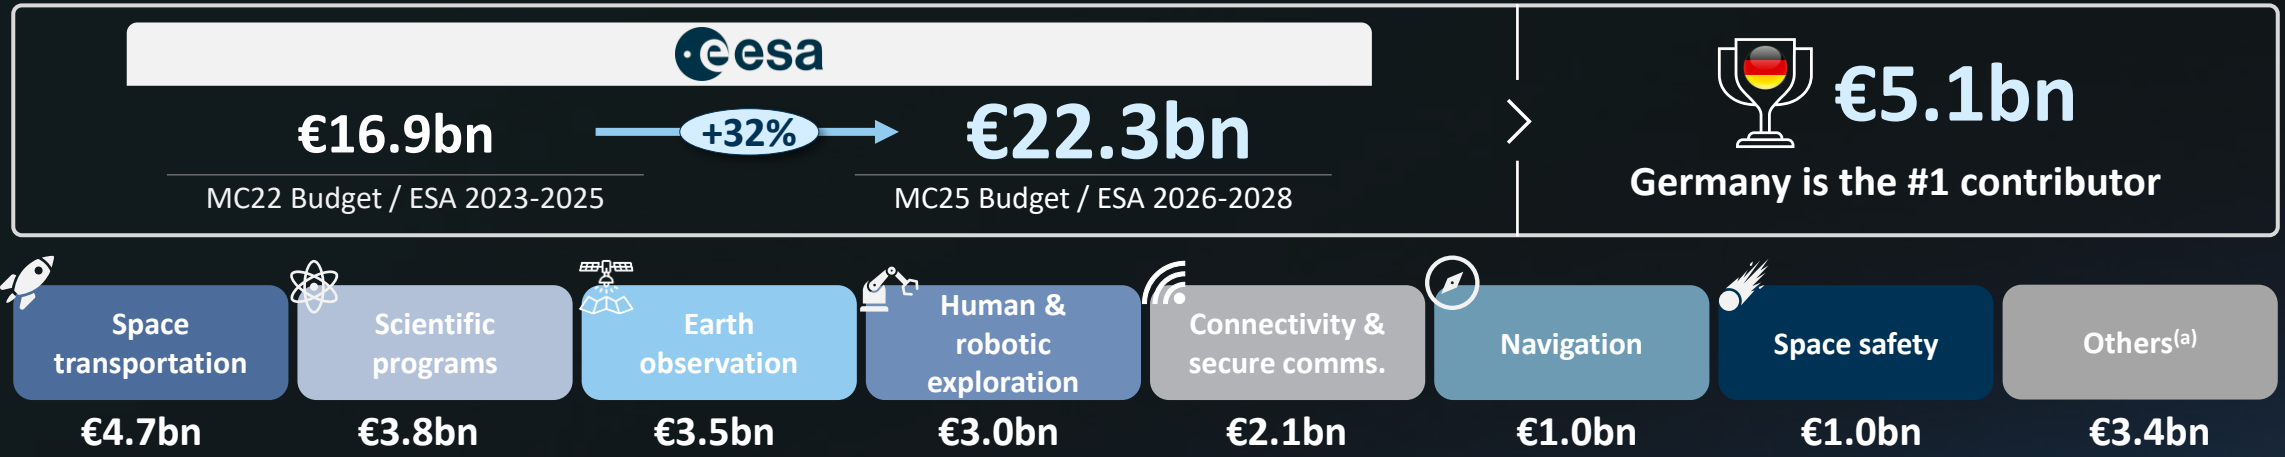 esa
€16.9bn
+32%
€22.3bn
MC22 Budget / ESA 2023-2025
MC25 Budget / ESA 2026-2028
€5.1bn
Germany is the #1 contributor
Space
transportation
€4.7bn
Scientific
programs
€3.8bn
Earth
observation
€3.5bn
Human &
robotic
exploration
€3.0bn
Connectivity &
secure comms.
€2.1bn
Navigation
€1.0bn
Space safety
€1.0bn
Others(a)
€3.4bn